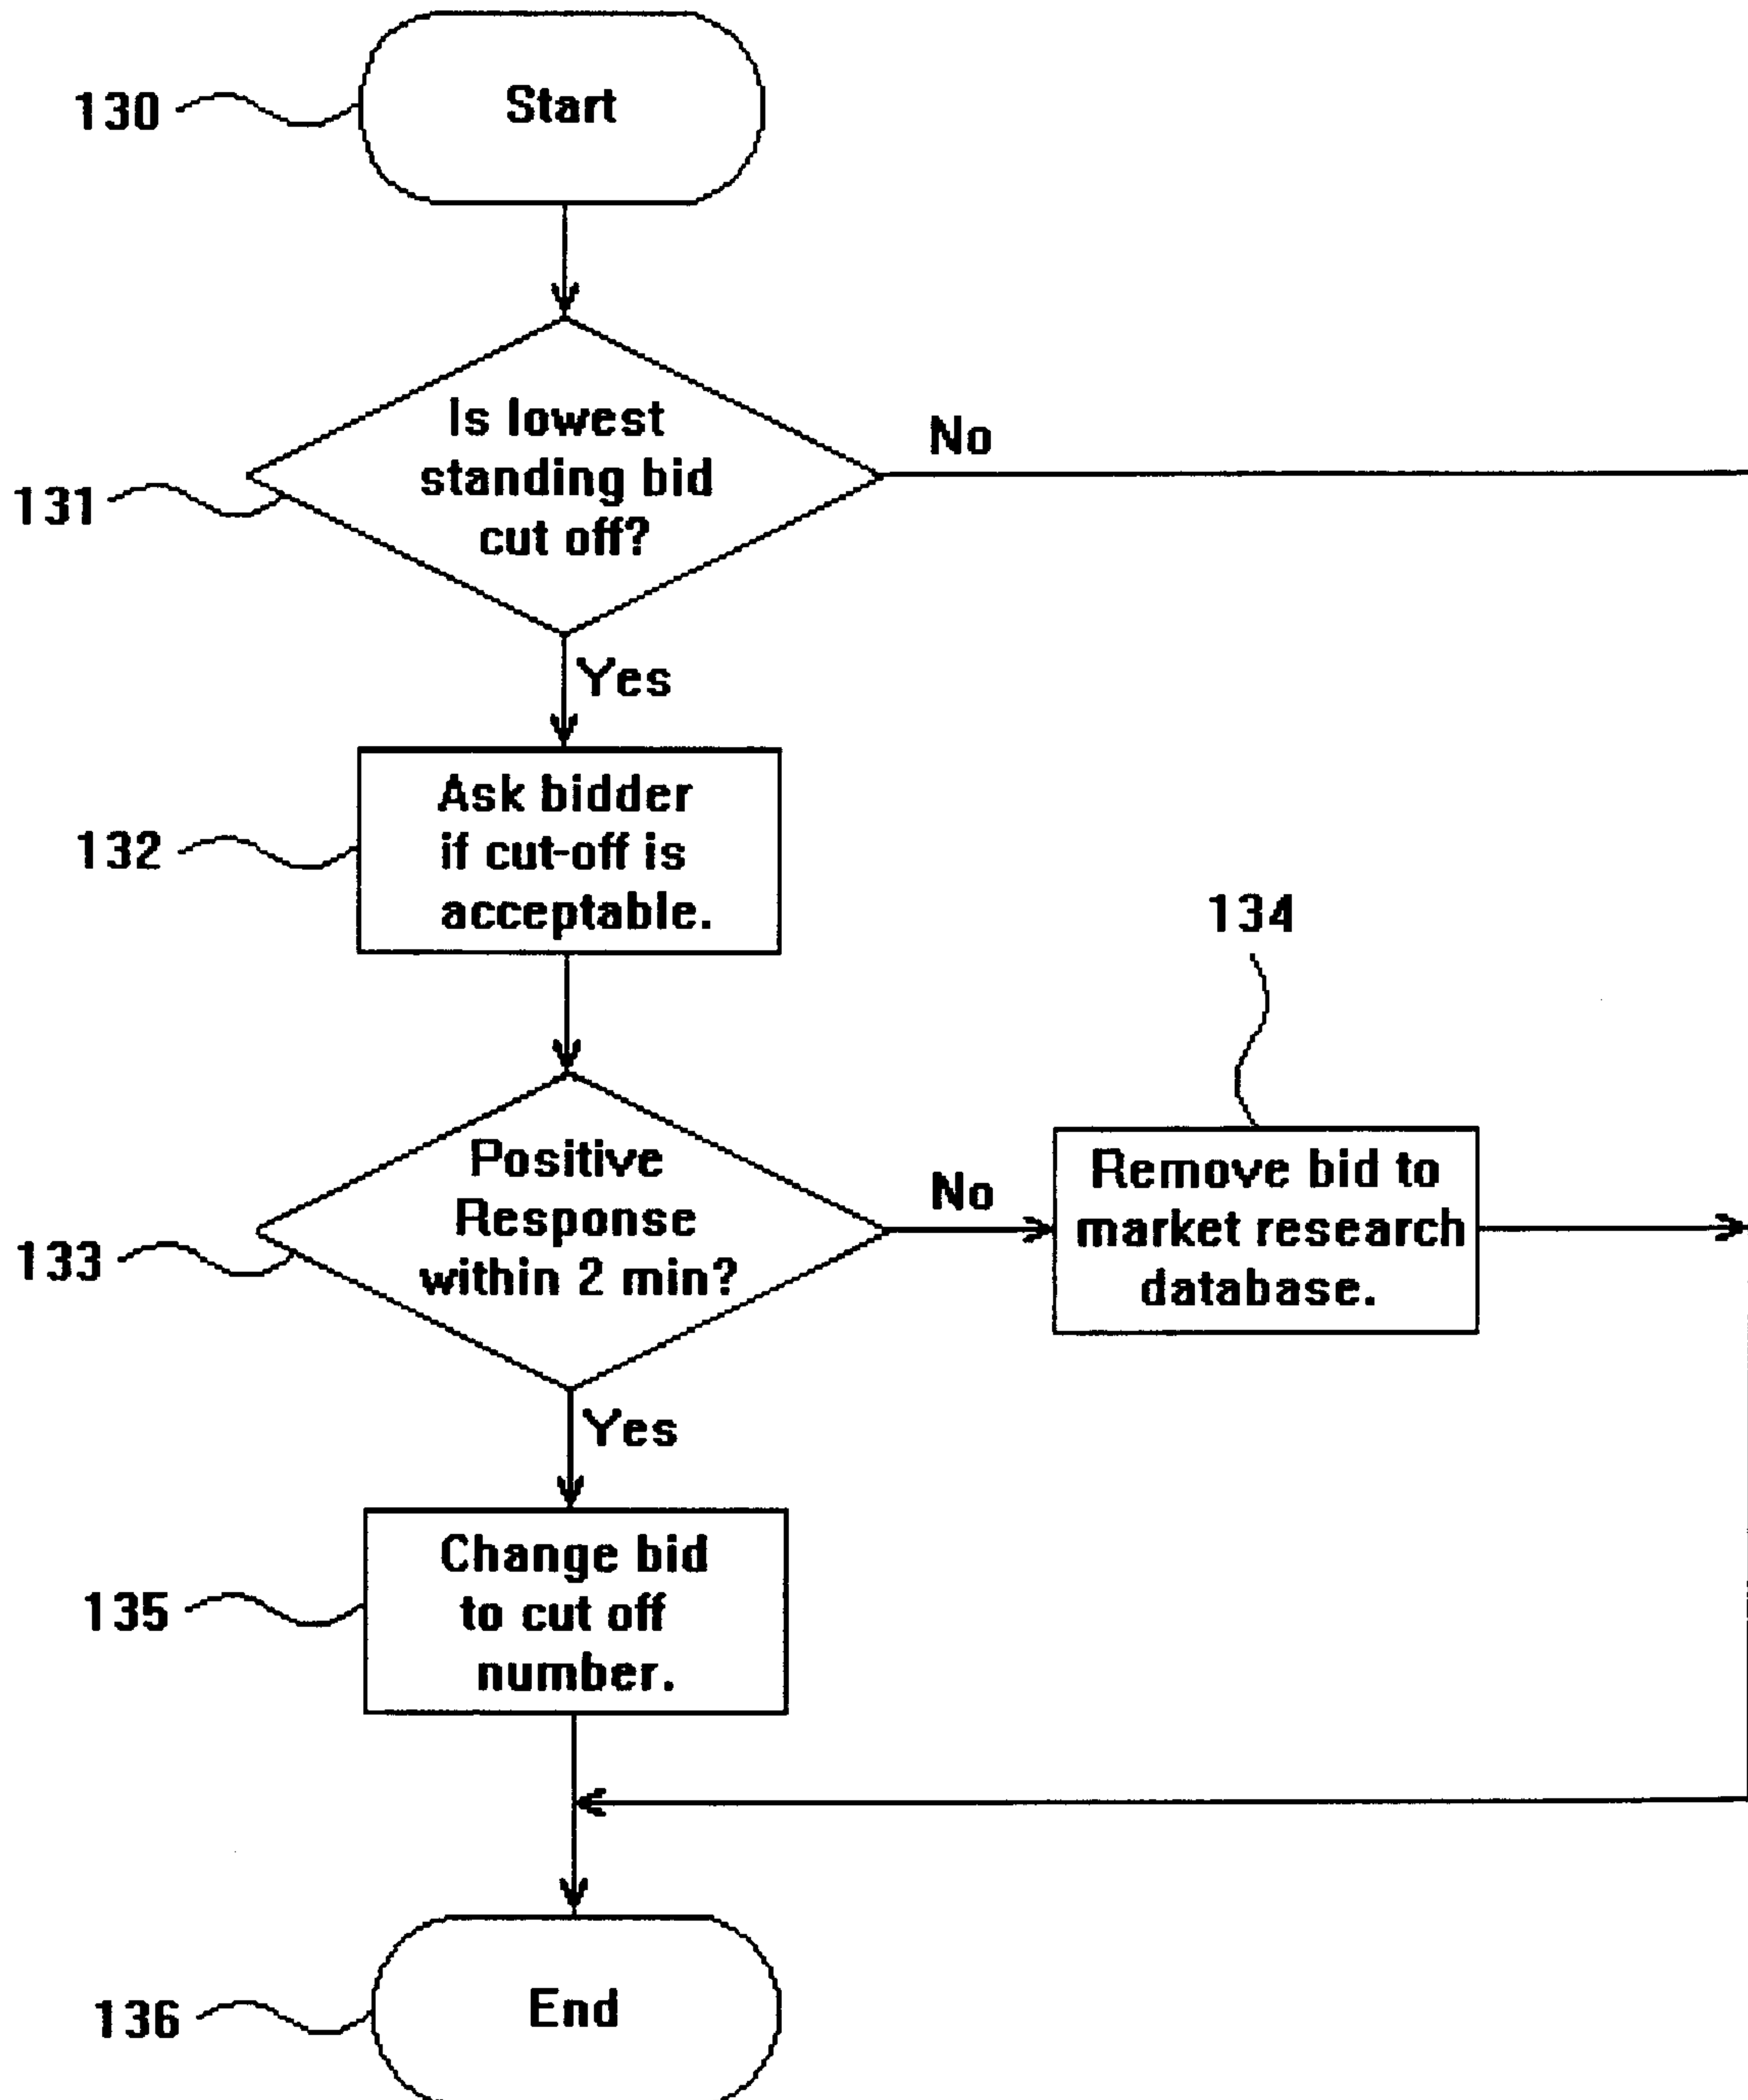 130
Start
Is lowest
standing bid
cut off?
No
131
Yes
Ask bidder
if cut-off is
acceptable.
132
134
Positive
Response
within 2 min?
No
Remove bid to
market research
database.
133
Yes
Change bid
to cut off
number.
135
End
136